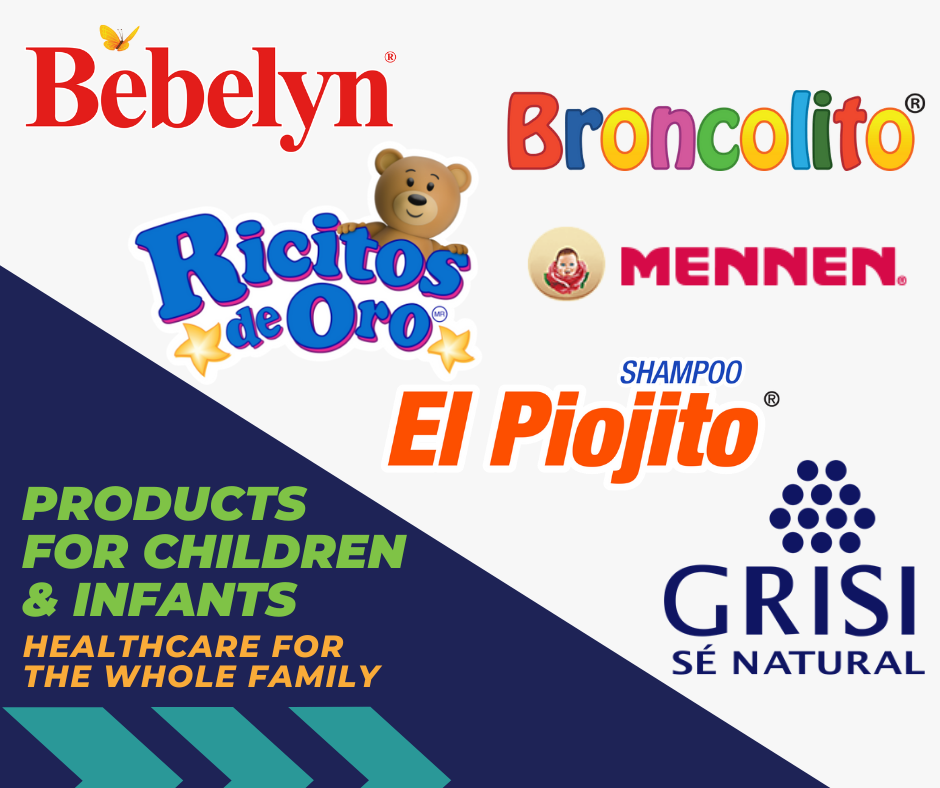 Bebelyn®
Broncolito®
Ricitos
de Oro MR
MENNEN®
SHAMPOO
El Piojito®
PRODUCTS
FOR CHILDREN
& INFANTS
HEALTHCARE FOR
THE WHOLE FAMILY
GRISI
SÉ NATURAL